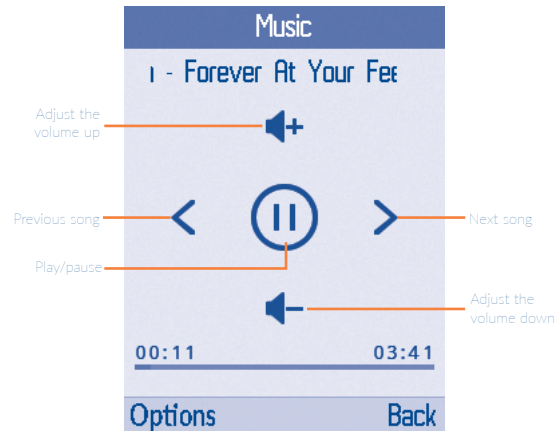 Music
- Forever At Your Fee
Adjust the
volume up
Previous song
Next song
Play/pause
Adjust the
volume down
00:11 03:41
Options Back